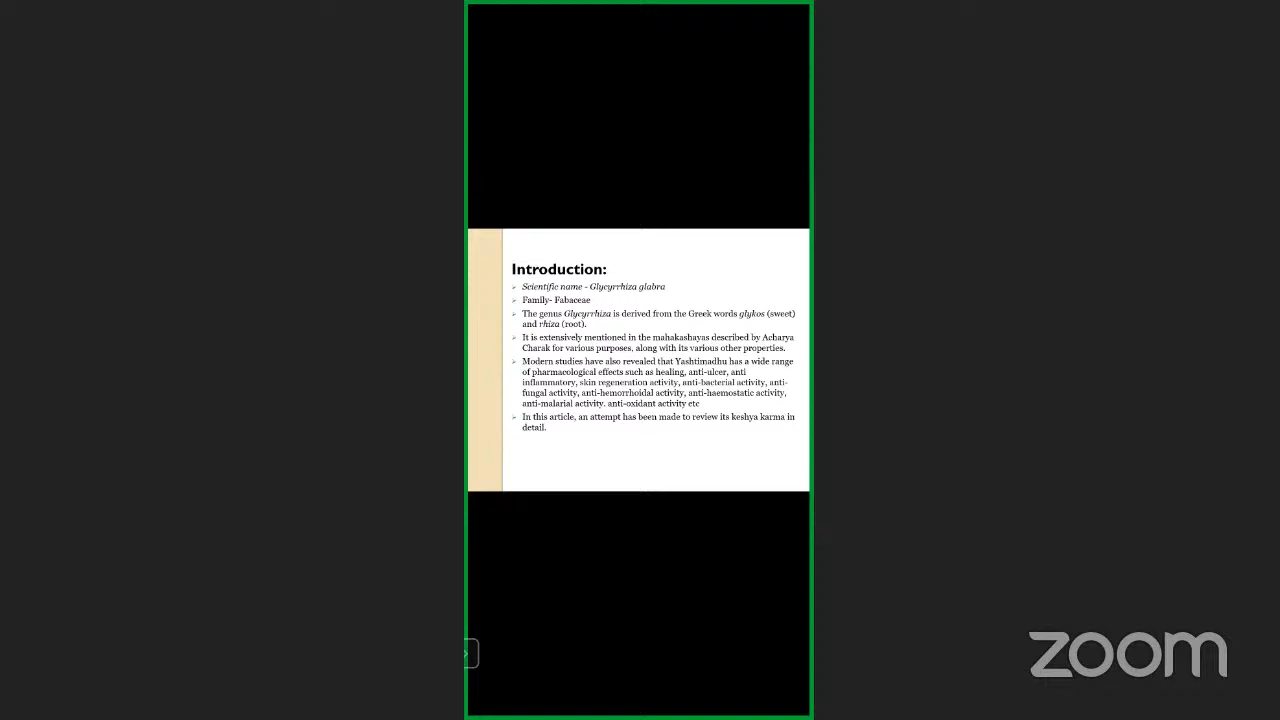 Introduction:
Scientific name - Glycyrrhiza glabra
Family- Fabaceae
The genus Glycyrrhiza is derived from the Greek words glykos (sweet)
and rhiza (root).
It is extensively mentioned in the mahakashayas described by Acharya
Charak for various purposes, along with its various other properties.
Modern studies have also revealed that Yashtimadhu has a wide range
of pharmacological effects such as healing, anti-ulcer, anti
inflammatory, skin regeneration activity, anti-bacterial activity, anti-
fungal activity, anti-hemorrhoidal activity, anti-haemostatic activity,
anti-malarial activity. anti-oxidant activity etc
In this article, an attempt has been made to review its keshya karma in
detail.
zoom